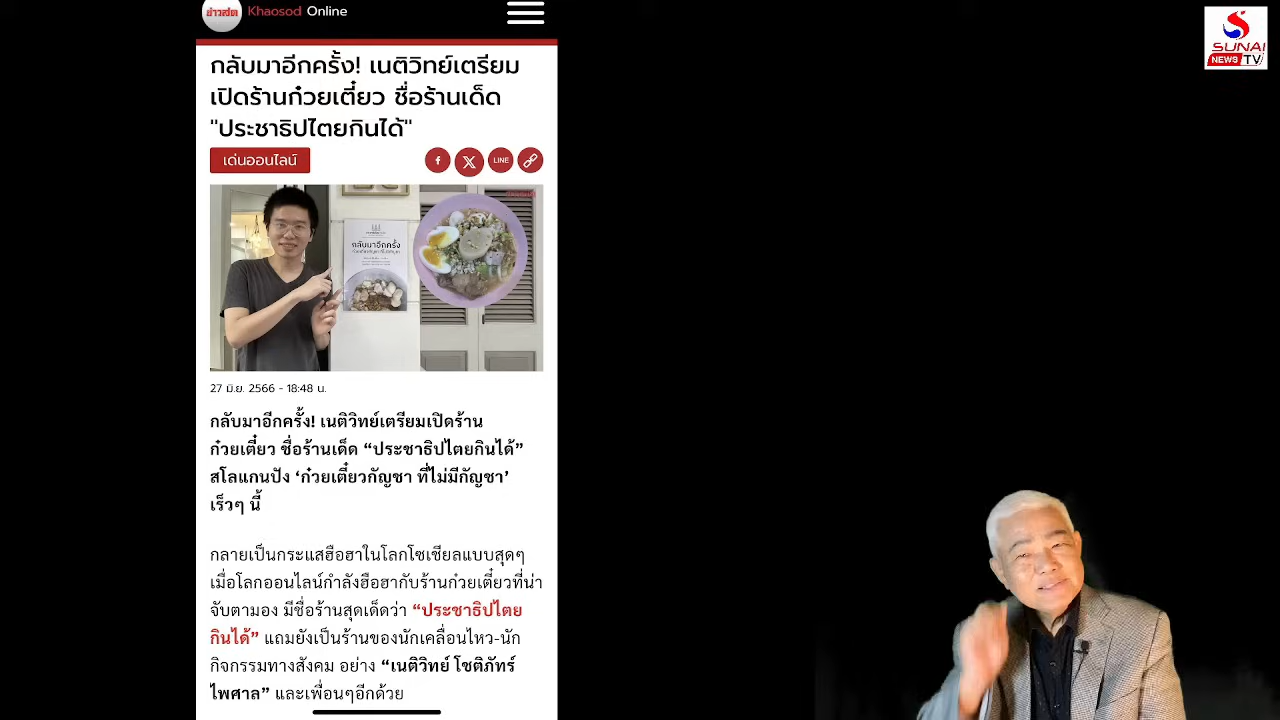 ข่าวสด Khaosod Online
SUNAI
NEWS TV
กลับมาอีกครั้ง! เนติวิทย์เตรียม
เปิดร้านก๋วยเตี๋ยว ชื่อร้านเด็ด
"ประชาธิปไตยกินได้"
เด่นออนไลน์
f X LINE
กลับมาอีกครั้ง
27 มิ.ย. 2566 - 18:48 น.
กลับมาอีกครั้ง! เนติวิทย์เตรียมเปิดร้าน
ก๋วยเตี๋ยว ชื่อร้านเด็ด “ประชาธิปไตยกินได้”
สโลแกนปัง ‘ก๋วยเตี๋ยวกัญชา ที่ไม่มีกัญชา’
เร็วๆ นี้
กลายเป็นกระแสฮือฮาในโลกโซเชียลแบบสุดๆ
เมื่อโลกออนไลน์กำลังฮือฮากับร้านก๋วยเตี๋ยวที่น่า
จับตามอง มีชื่อร้านสุดเด็ดว่า “ประชาธิปไตย
กินได้” แถมยังเป็นร้านของนักเคลื่อนไหว-นัก
กิจกรรมทางสังคม อย่าง “เนติวิทย์ โชติภัทร์
ไพศาล” และเพื่อนๆอีกด้วย